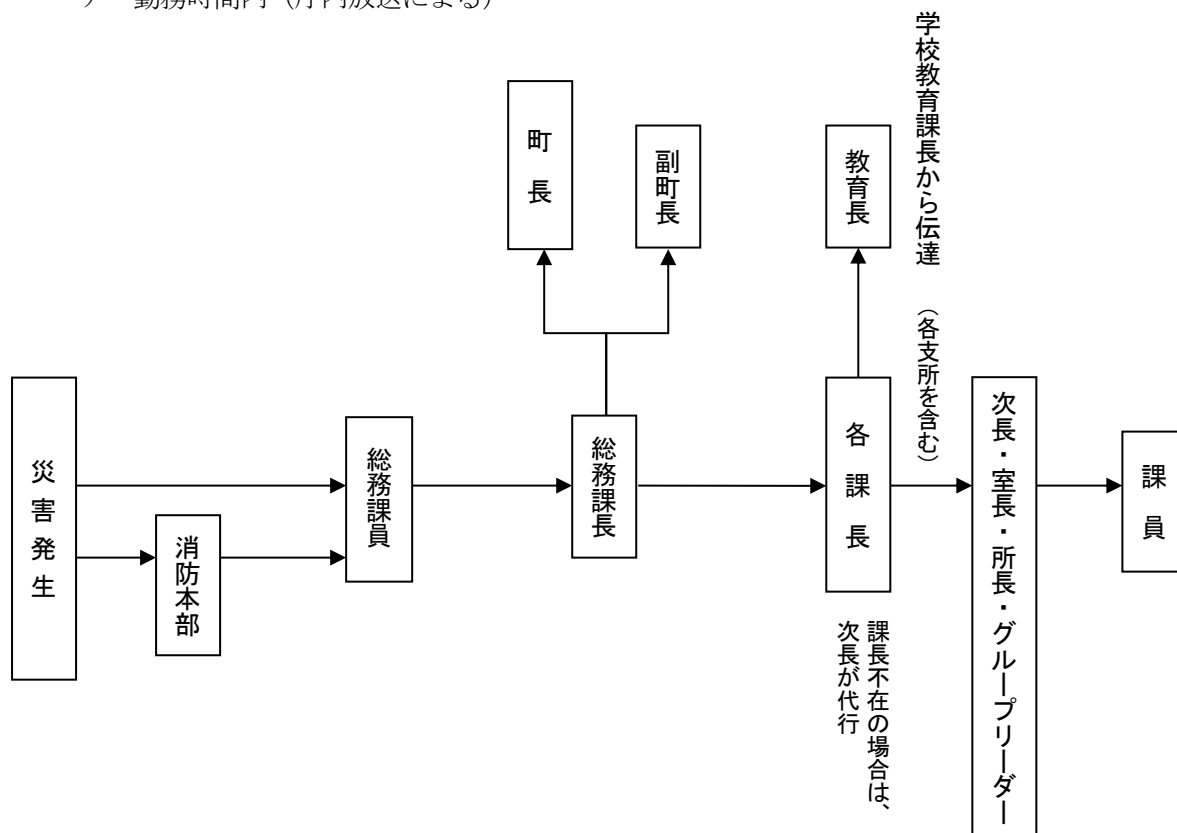 勤務時間内（庁内放送による）
学校教育課長から伝達
町長
副町長
教育長
（各支所を含む）
災害発生
消防本部
総務課員
総務課長
各課長
次長・室長・所長・グループリーダー
課員
課長不在の場合は、
次長が代行